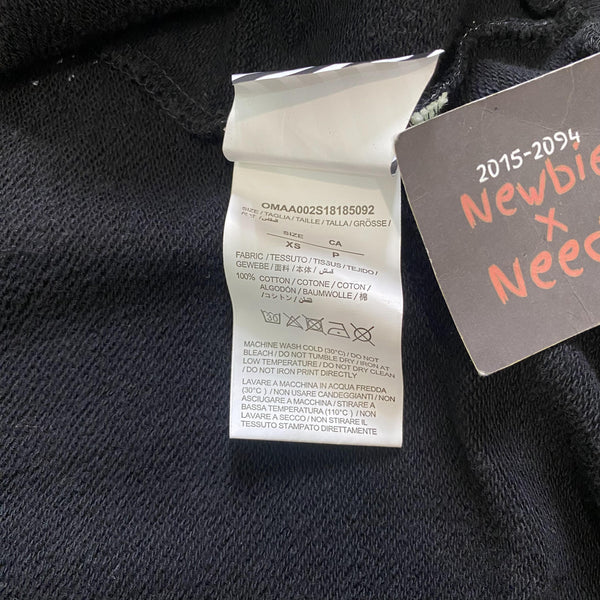 OMAA002S18185092
SIZE / TAGLIA / TAILLE / TALLA / GRÖSSE /
SIZE CA
XS P
FABRIC / TESSUTO / TISSUS / TEJIDO /
GEWEBE / 面料 / 本体 / قماش /
100% COTTON / COTONE / COTON /
ALGODÓN / BAUMWOLLE / 棉
/ コットン / القطن
30
MACHINE WASH COLD (30°C) / DO NOT
BLEACH / DO NOT TUMBLE DRY / IRON AT
LOW TEMPERATURE / DO NOT DRY CLEAN
/ DO NOT IRON PRINT DIRECTLY
LAVARE A MACCHINA IN ACQUA FREDDA
(30°C) / NON USARE CANDEGGIANTI / NON
ASCIUGARE A MACCHINA / STIRARE A
BASSA TEMPERATURA (110°C) / NON
LAVARE A SECCO / NON STIRARE IL
TESSUTO STAMPATO DIRETTAMENTE
2015-2094
Newbie
x
Need